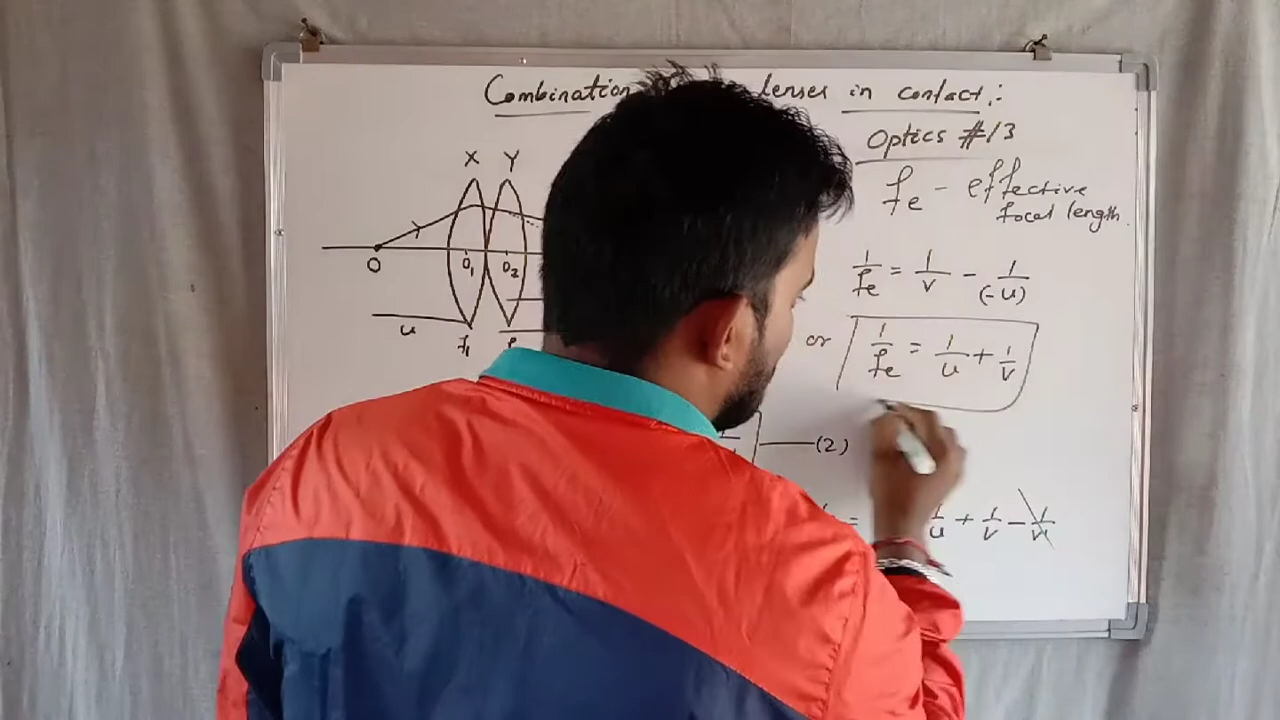 Combination lenses in contact :-
Optics #13
X Y
fe - effective
focal length
O O1 O2
1/fe = 1/v - 1/(-u)
u
f1
or 1/fe = 1/u + 1/v
(2)
= 1/u + 1/v - 1/v'